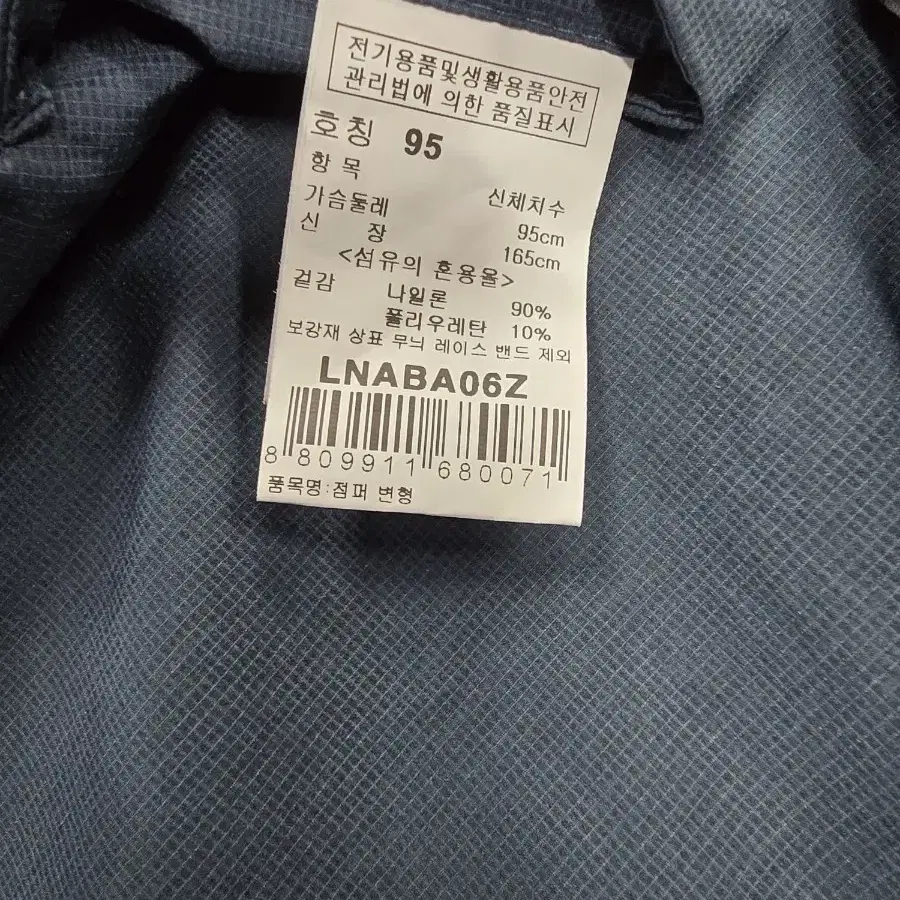 전기용품및생활용품안전
관리법에 의한 품질표시
호칭 95
항 목 신체치수
가슴둘레 95cm
신 장 165cm
<섬유의 혼용율>
겉감 나일론 90%
폴리우레탄 10%
보강재 상표 무늬 레이스 밴드 제외
LNABA06Z
8 809911 680071
품목명:점퍼 변형